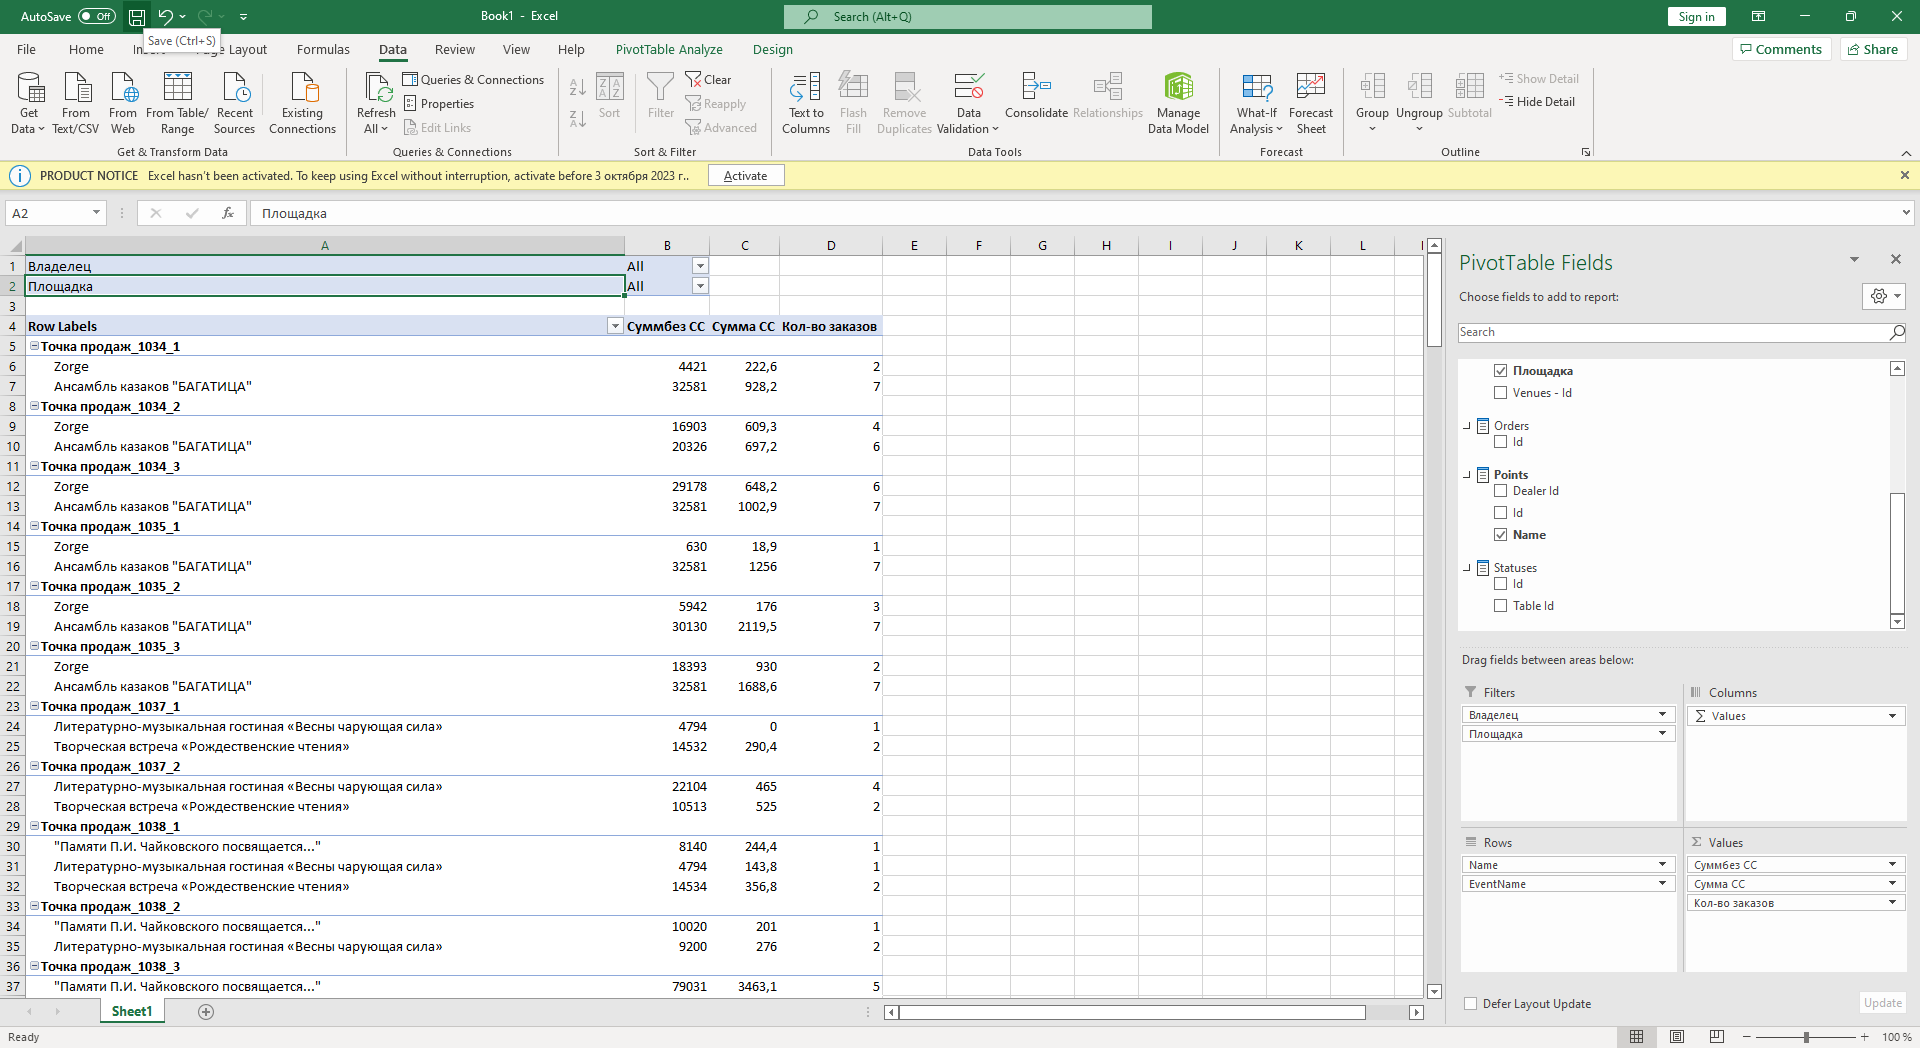 AutoSave Off Book1 - Excel Search (Alt+Q) Sign in
Save (Ctrl+S)
File Home Page Layout Formulas Data Review View Help PivotTable Analyze Design Comments Share
Get Data From Text/CSV From Web From Table/ Range Recent Sources Existing Connections
Get & Transform Data
Refresh All Queries & Connections Properties Edit Links
Queries & Connections
Sort Filter Clear Reapply Advanced
Sort & Filter
Text to Columns Flash Fill Remove Duplicates Data Validation Consolidate Relationships Manage Data Model
Data Tools
What-If Analysis Forecast Sheet
Forecast
Group Ungroup Subtotal Show Detail Hide Detail
Outline
PRODUCT NOTICE Excel hasn't been activated. To keep using Excel without interruption, activate before 3 октября 2023 г.. Activate
A2 fx Площадка
A B C D E F G H I J K L
1 Владелец All
2 Площадка All
3
4 Row Labels Суммбез СС Сумма СС Кол-во заказов
5 Точка продаж_1034_1
6 Zorge 4421 222,6 2
7 Ансамбль казаков "БАГАТИЦА" 32581 928,2 7
8 Точка продаж_1034_2
9 Zorge 16903 609,3 4
10 Ансамбль казаков "БАГАТИЦА" 20326 697,2 6
11 Точка продаж_1034_3
12 Zorge 29178 648,2 6
13 Ансамбль казаков "БАГАТИЦА" 32581 1002,9 7
14 Точка продаж_1035_1
15 Zorge 630 18,9 1
16 Ансамбль казаков "БАГАТИЦА" 32581 1256 7
17 Точка продаж_1035_2
18 Zorge 5942 176 3
19 Ансамбль казаков "БАГАТИЦА" 30130 2119,5 7
20 Точка продаж_1035_3
21 Zorge 18393 930 2
22 Ансамбль казаков "БАГАТИЦА" 32581 1688,6 7
23 Точка продаж_1037_1
24 Литературно-музыкальная гостиная «Весны чарующая сила» 4794 0 1
25 Творческая встреча «Рождественские чтения» 14532 290,4 2
26 Точка продаж_1037_2
27 Литературно-музыкальная гостиная «Весны чарующая сила» 22104 465 4
28 Творческая встреча «Рождественские чтения» 10513 525 2
29 Точка продаж_1038_1
30 "Памяти П.И. Чайковского посвящается..." 8140 244,4 1
31 Литературно-музыкальная гостиная «Весны чарующая сила» 4794 143,8 1
32 Творческая встреча «Рождественские чтения» 14534 356,8 2
33 Точка продаж_1038_2
34 "Памяти П.И. Чайковского посвящается..." 10020 201 1
35 Литературно-музыкальная гостиная «Весны чарующая сила» 9200 276 2
36 Точка продаж_1038_3
37 "Памяти П.И. Чайковского посвящается..." 79031 3463,1 5
Sheet1
Ready 100 %
PivotTable Fields
Choose fields to add to report:
Search
Площадка
Venues - Id
Orders
Id
Points
Dealer Id
Id
Name
Statuses
Id
Table Id
Drag fields between areas below:
Filters Columns
Владелец Σ Values
Площадка
Rows Σ Values
Name Суммбез СС
EventName Сумма СС
Кол-во заказов
Defer Layout Update Update